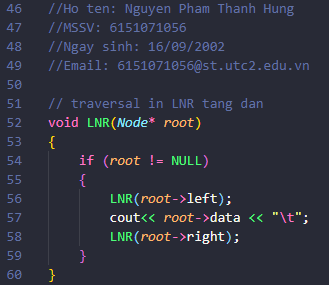 46 //Ho ten: Nguyen Pham Thanh Hung
47 //MSSV: 6151071056
48 //Ngay sinh: 16/09/2002
49 //Email: 6151071056@st.utc2.edu.vn
50
51 // traversal in LNR tang dan
52 void LNR(Node* root)
53 {
54     if (root != NULL)
55     {
56         LNR(root->left);
57         cout<< root->data << "\t";
58         LNR(root->right);
59     }
60 }